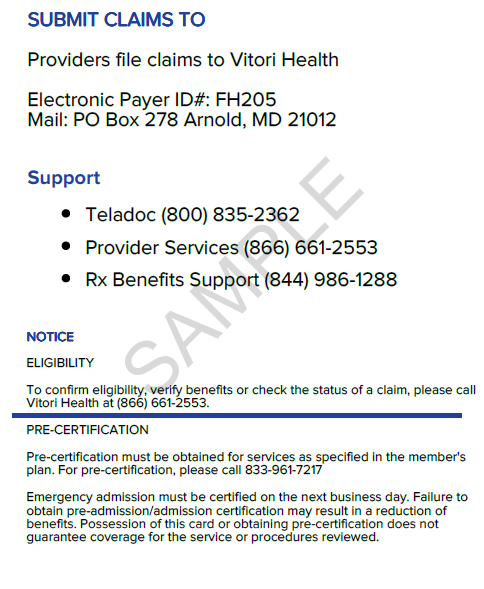 SUBMIT CLAIMS TO
Providers file claims to Vitori Health
Electronic Payer ID#: FH205
Mail: PO Box 278 Arnold, MD 21012
Support
• Teladoc (800) 835-2362
• Provider Services (866) 661-2553
• Rx Benefits Support (844) 986-1288
SAMPLE
NOTICE
ELIGIBILITY
To confirm eligibility, verify benefits or check the status of a claim, please call
Vitori Health at (866) 661-2553.
PRE-CERTIFICATION
Pre-certification must be obtained for services as specified in the member's
plan. For pre-certification, please call 833-961-7217
Emergency admission must be certified on the next business day. Failure to
obtain pre-admission/admission certification may result in a reduction of
benefits. Possession of this card or obtaining pre-certification does not
guarantee coverage for the service or procedures reviewed.